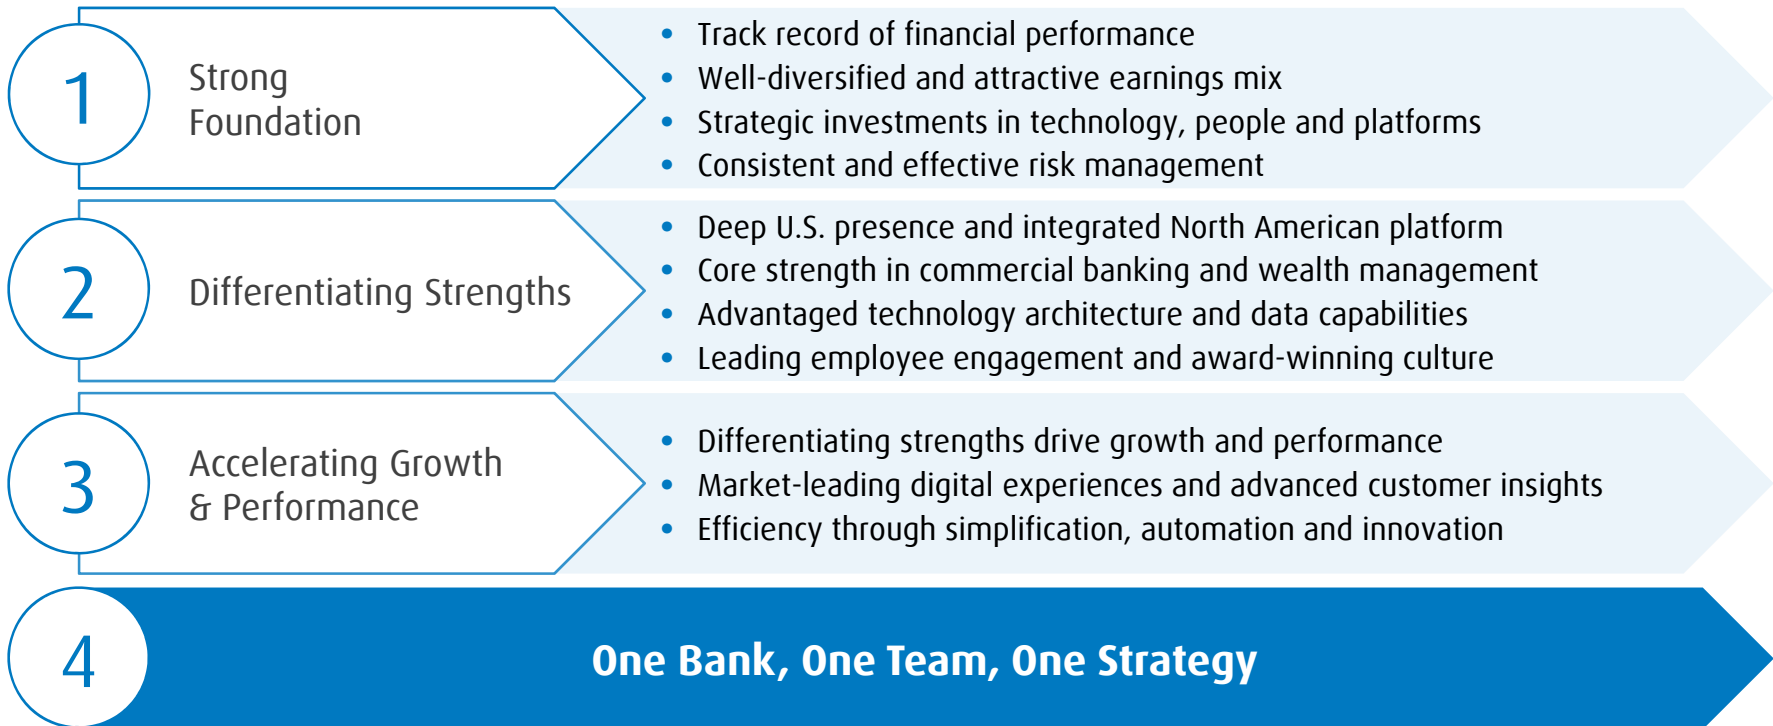 1
Strong
Foundation
• Track record of financial performance
• Well-diversified and attractive earnings mix
• Strategic investments in technology, people and platforms
• Consistent and effective risk management
2
Differentiating Strengths
• Deep U.S. presence and integrated North American platform
• Core strength in commercial banking and wealth management
• Advantaged technology architecture and data capabilities
• Leading employee engagement and award-winning culture
3
Accelerating Growth
& Performance
• Differentiating strengths drive growth and performance
• Market-leading digital experiences and advanced customer insights
• Efficiency through simplification, automation and innovation
4
One Bank, One Team, One Strategy